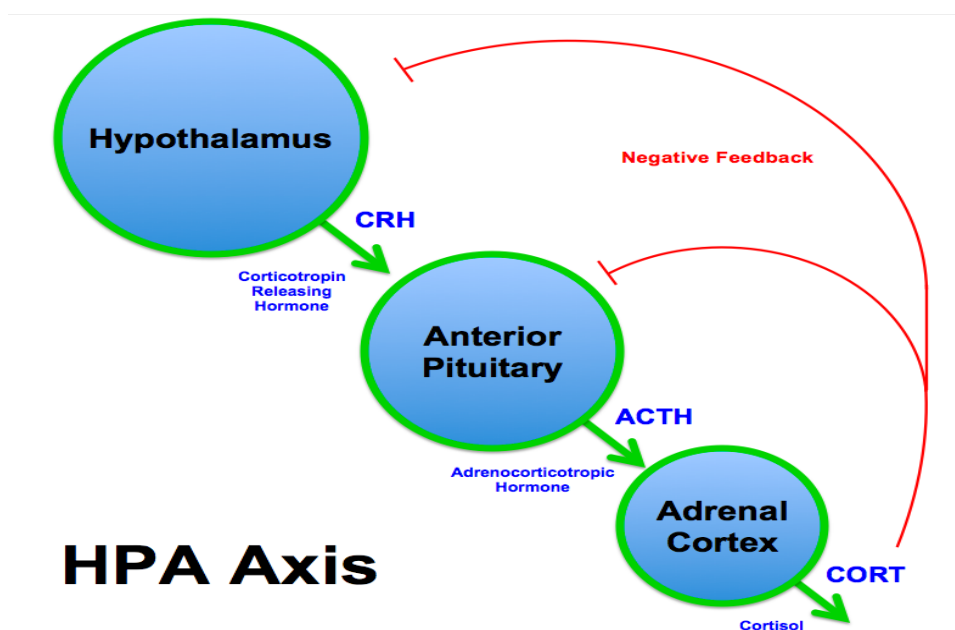 Hypothalamus
Negative Feedback
CRH
Corticotropin
Releasing
Hormone
Anterior
Pituitary
ACTH
Adrenocorticotropic
Hormone
Adrenal
Cortex
HPA Axis
CORT
Cortisol